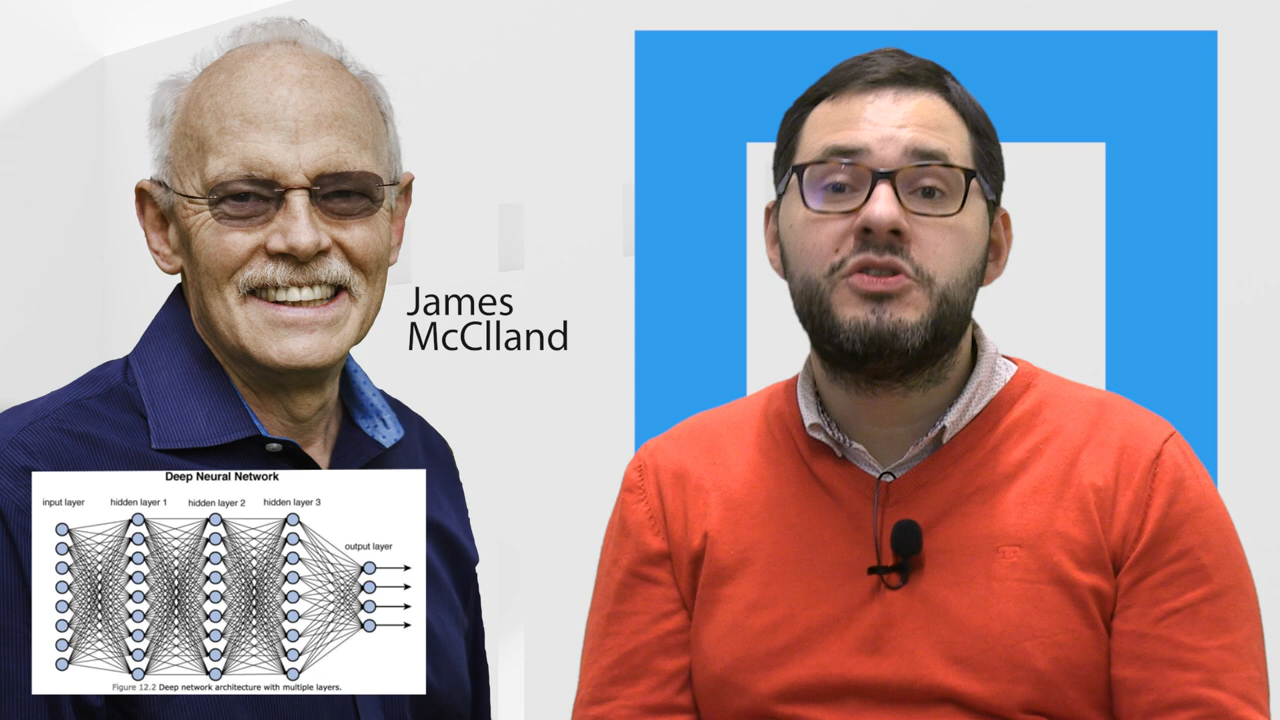 James
McClland
Deep Neural Network
input layer
hidden layer 1
hidden layer 2
hidden layer 3
output layer
Figure 12.2 Deep network architecture with multiple layers.